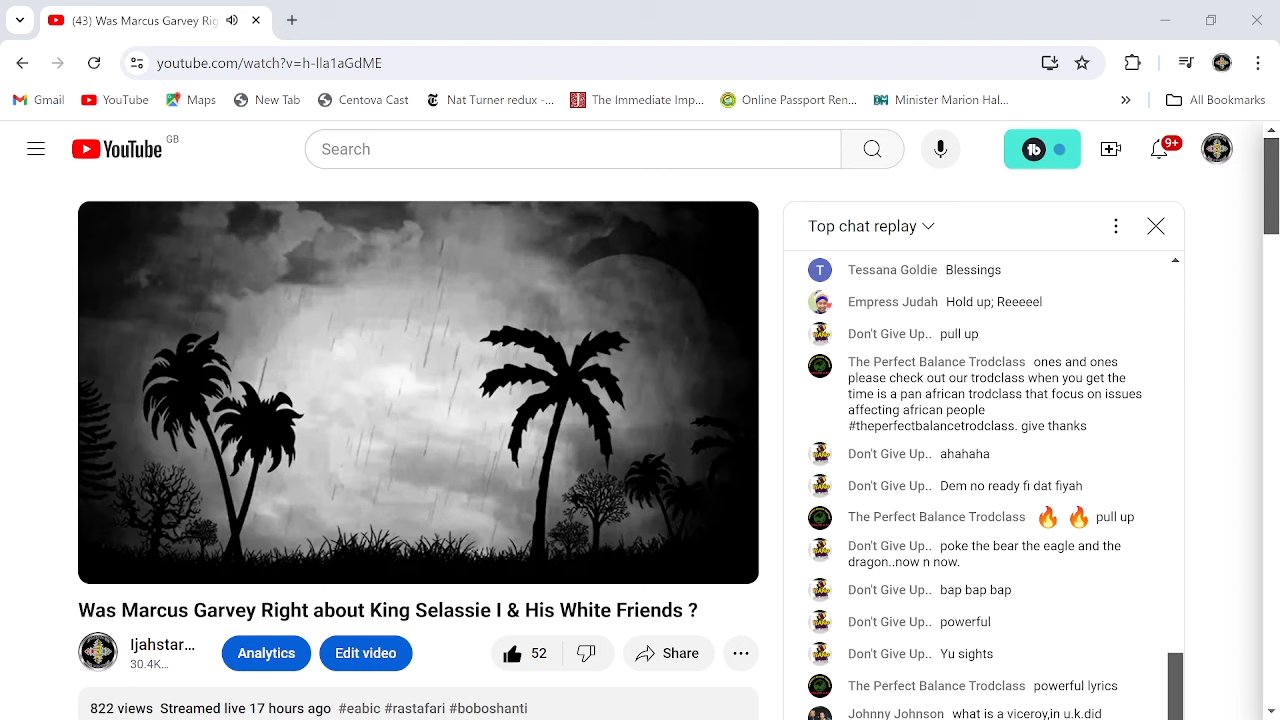 (43) Was Marcus Garvey Rig
youtube.com/watch?v=h-lla1aGdME
Gmail YouTube Maps New Tab Centova Cast Nat Turner redux -... The Immediate Imp... Online Passport Ren... Minister Marion Hal... » All Bookmarks
YouTube GB
Search
9+
Top chat replay
Tessana Goldie Blessings
Empress Judah Hold up; Reeeeel
Don't Give Up.. pull up
The Perfect Balance Trodclass ones and ones
please check out our trodclass when you get the
time is a pan african trodclass that focus on issues
affecting african people
#theperfectbalancetrodclass. give thanks
Don't Give Up.. ahahaha
Don't Give Up.. Dem no ready fi dat fiyah
The Perfect Balance Trodclass 🔥 🔥 pull up
Don't Give Up.. poke the bear the eagle and the
dragon..now n now.
Don't Give Up.. bap bap bap
Don't Give Up.. powerful
Don't Give Up.. Yu sights
The Perfect Balance Trodclass powerful lyrics
Johnny Johnson what is a viceroy,in u.k.did
T
Was Marcus Garvey Right about King Selassie I & His White Friends ?
Ijahstar...
30.4K...
Analytics
Edit video
52
Share
822 views Streamed live 17 hours ago #eabic #rastafari #boboshanti